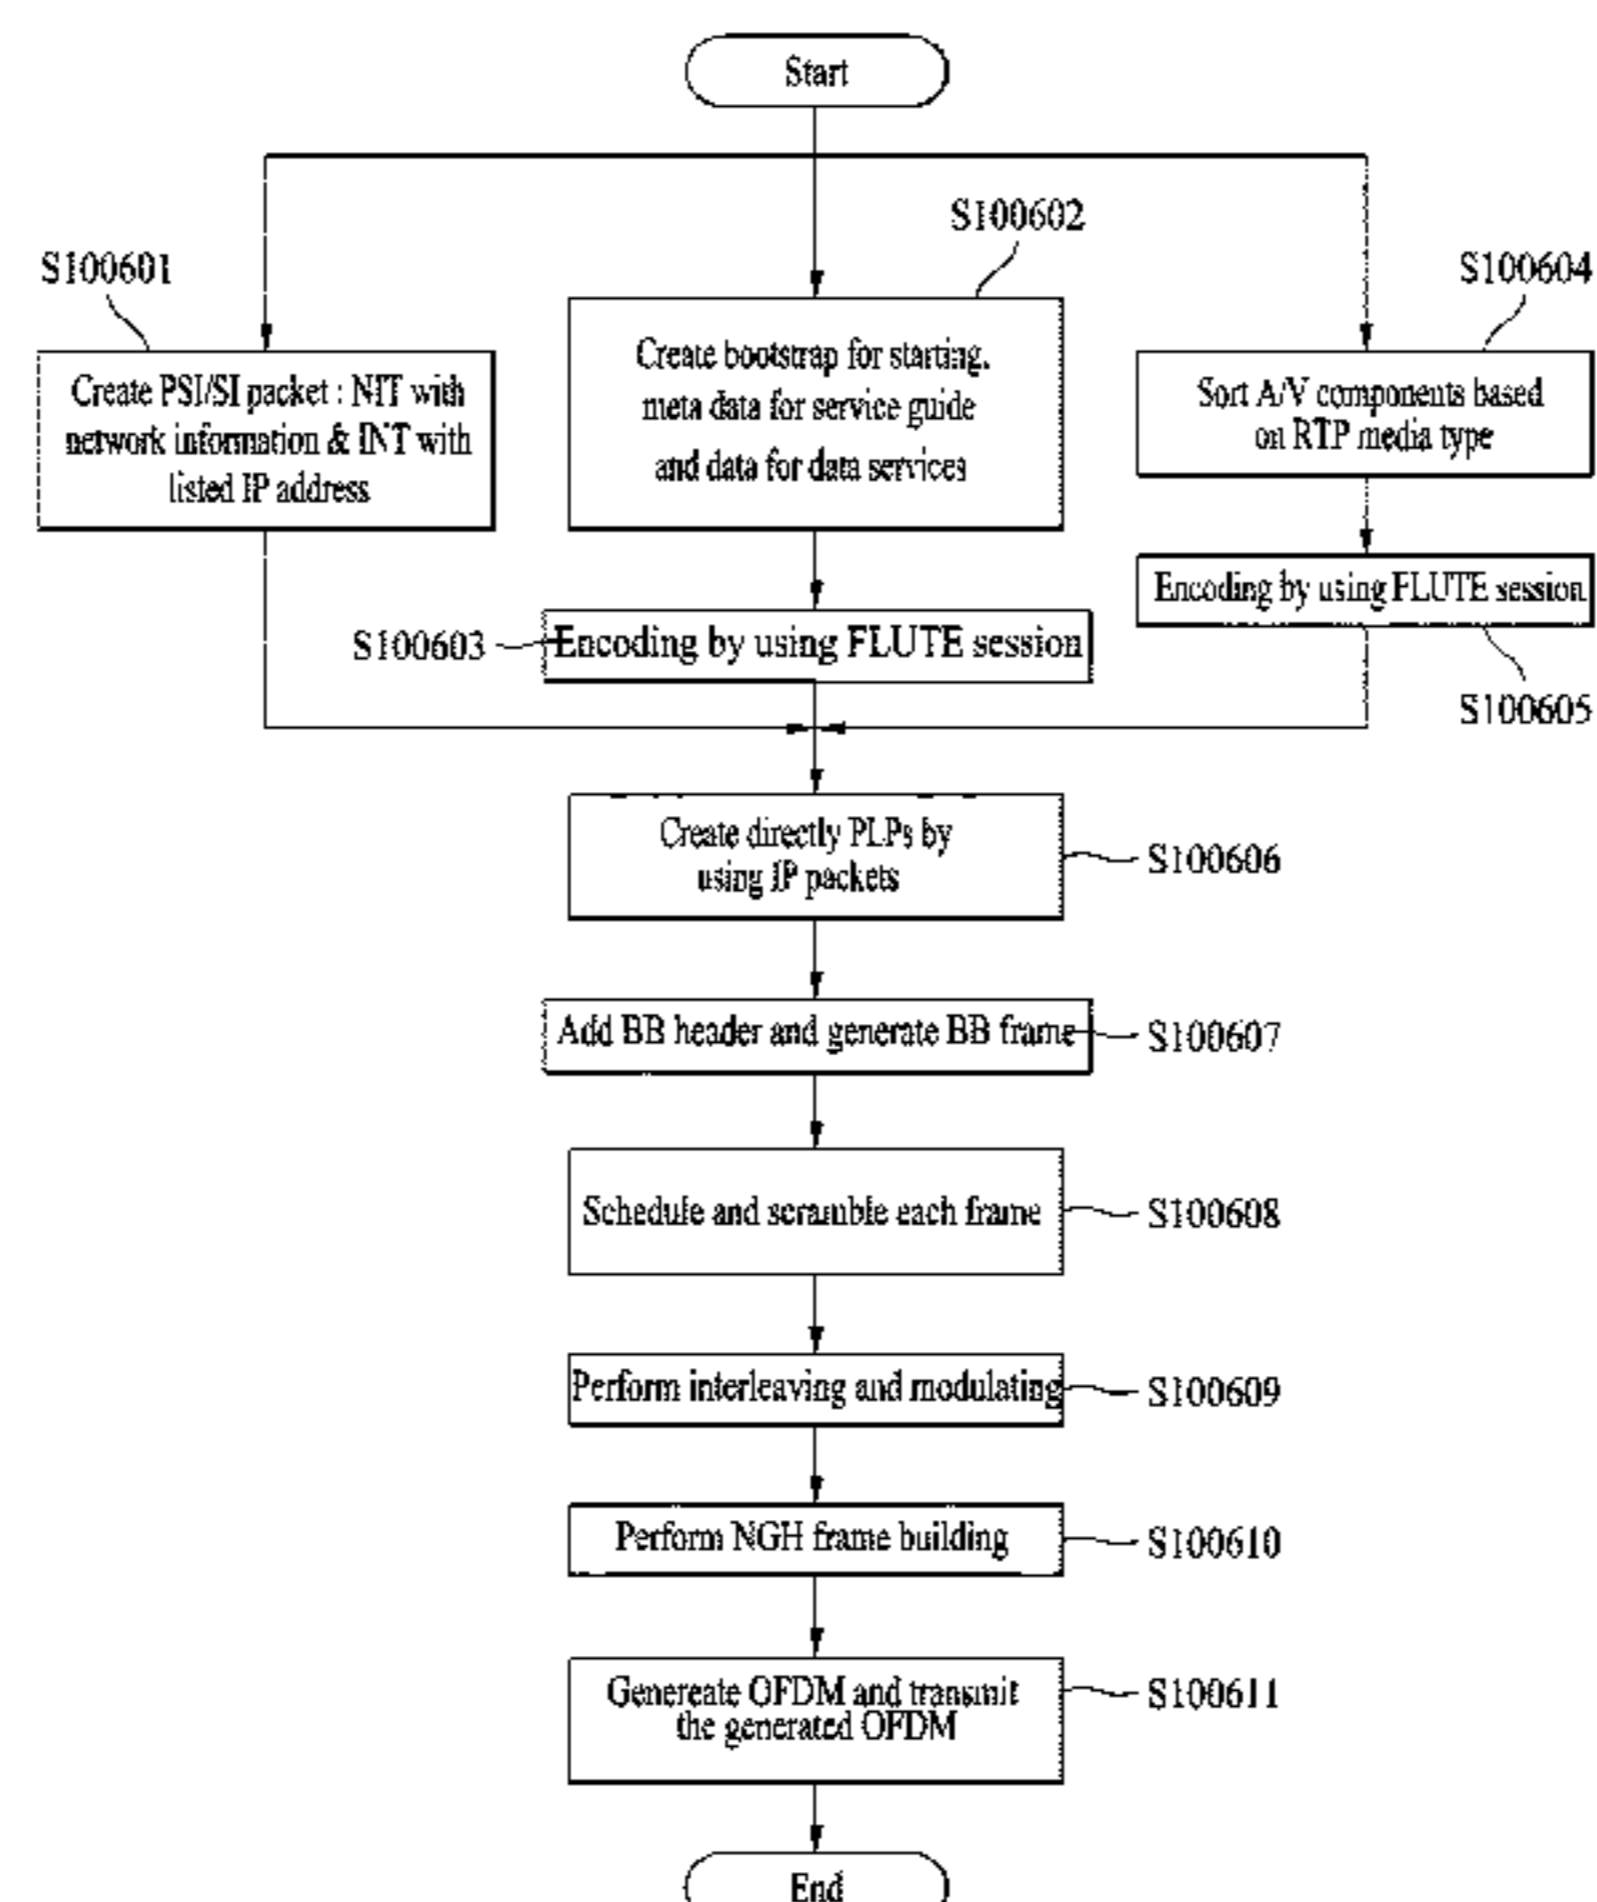 Start
S100602
S100601
S100604
Create PSI/SI packet : NIT with
network information & INT with
listed IP address
Create bootstrap for starting,
meta data for service guide
and data for data services
Sort A/V components based
on RTP media type
Encoding by using FLUTE session
S100603
Encoding by using FLUTE session
S100605
Create directly PLPs by
using IP packets
S100606
Add BB header and generate BB frame
S100607
Schedule and scramble each frame
S100608
Perform interleaving and modulating
S100609
Perform NGH frame building
S100610
Genereate OFDM and transmit
the generated OFDM
S100611
End